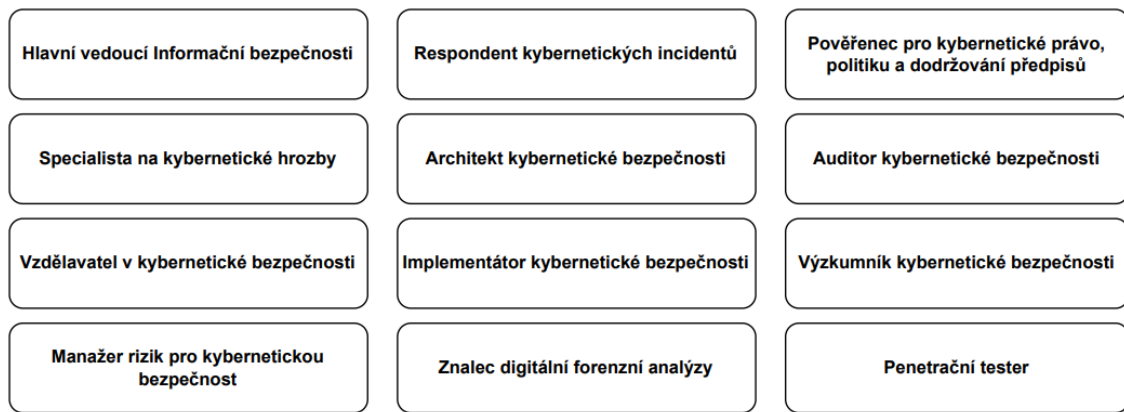 Hlavní vedoucí Informační bezpečnosti
Respondent kybernetických incidentů
Pověřenec pro kybernetické právo,
politiku a dodržování předpisů
Specialista na kybernetické hrozby
Architekt kybernetické bezpečnosti
Auditor kybernetické bezpečnosti
Vzdělavatel v kybernetické bezpečnosti
Implementátor kybernetické bezpečnosti
Výzkumník kybernetické bezpečnosti
Manažer rizik pro kybernetickou
bezpečnost
Znalec digitální forenzní analýzy
Penetrační tester